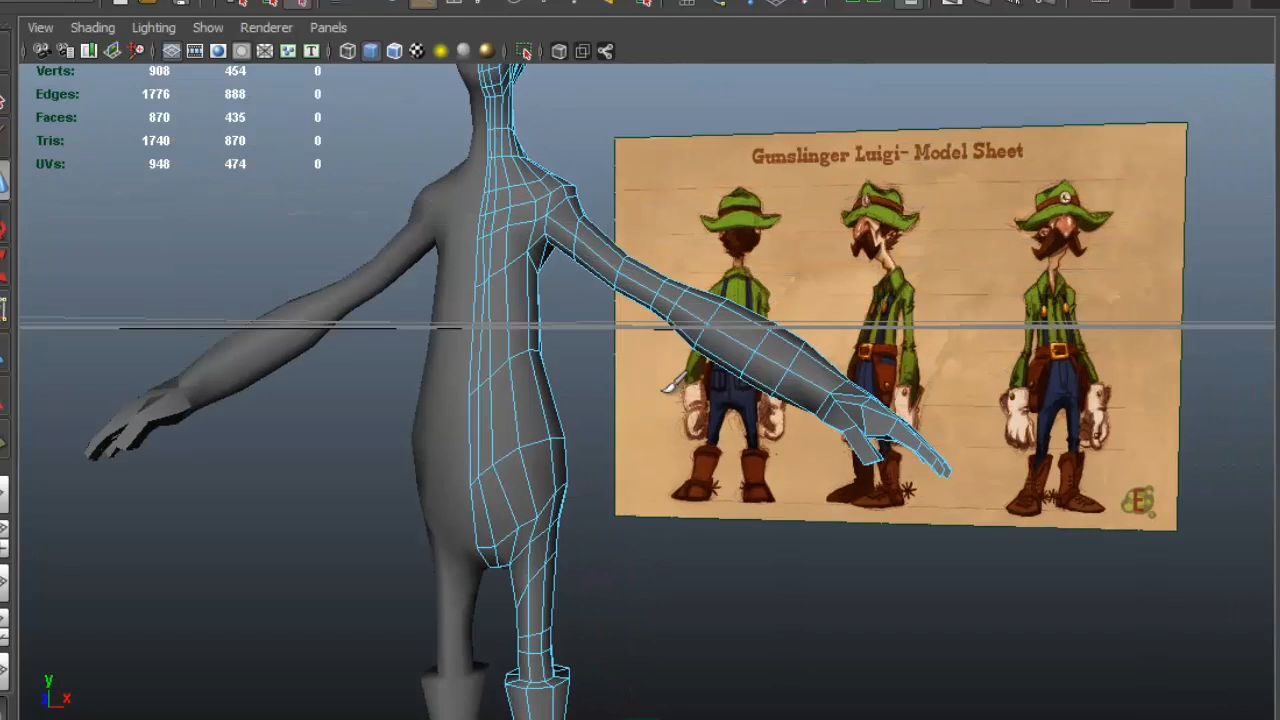 View Shading Lighting Show Renderer Panels
T
Verts: 908 454 0
Edges: 1776 888 0
Faces: 870 435 0
Tris: 1740 870 0
UVs: 948 474 0
Gunslinger Luigi- Model Sheet
E
y
x